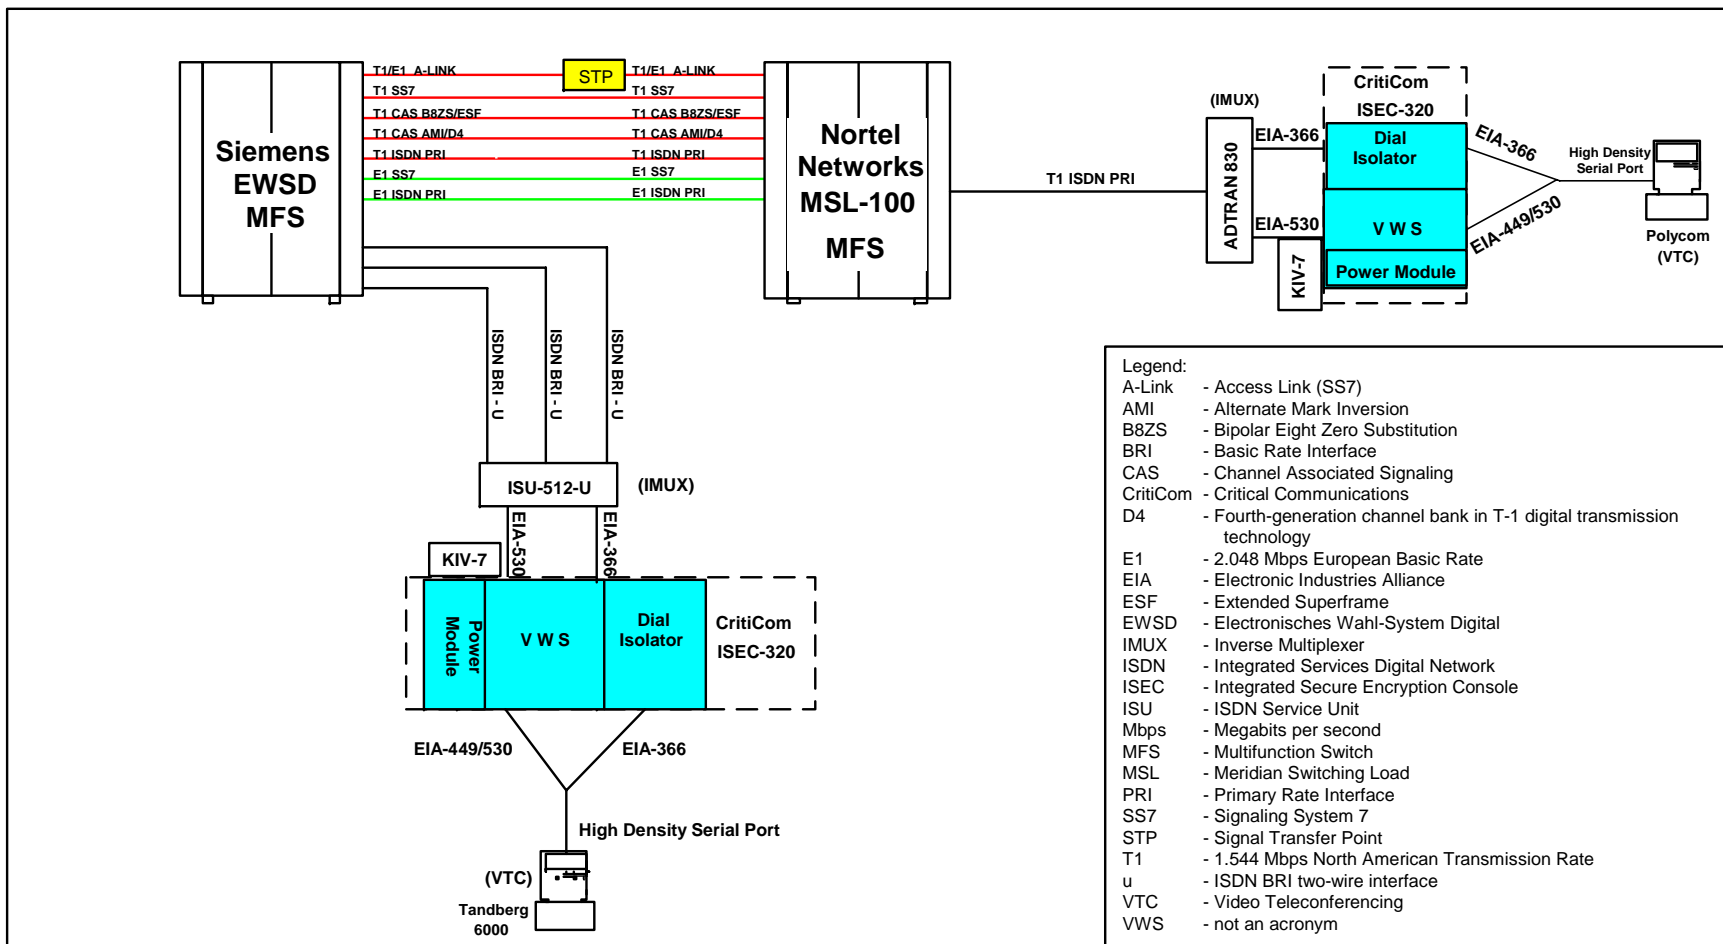 T1/E1 A-LINK
STP
T1/E1 A-LINK
T1 SS7
T1 SS7
T1 CAS B8ZS/ESF
T1 CAS B8ZS/ESF
T1 CAS AMI/D4
T1 CAS AMI/D4
T1 ISDN PRI
T1 ISDN PRI
E1 SS7
E1 SS7
E1 ISDN PRI
E1 ISDN PRI
Siemens
EWSD
MFS
Nortel
Networks
MSL-100
MFS
T1 ISDN PRI
(IMUX)
ADTRAN 830
EIA-366
EIA-530
KIV-7
CritiCom
ISEC-320
Dial
Isolator
V W S
Power Module
EIA-366
EIA-449/530
High Density
Serial Port
Polycom
(VTC)
ISDN BRI - U
ISDN BRI - U
ISDN BRI - U
ISU-512-U
(IMUX)
EIA-530
EIA-366
KIV-7
Power
Module
V W S
Dial
Isolator
CritiCom
ISEC-320
EIA-449/530
EIA-366
High Density Serial Port
(VTC)
Tandberg
6000
Legend:
A-Link - Access Link (SS7)
AMI - Alternate Mark Inversion
B8ZS - Bipolar Eight Zero Substitution
BRI - Basic Rate Interface
CAS - Channel Associated Signaling
CritiCom - Critical Communications
D4 - Fourth-generation channel bank in T-1 digital transmission
technology
E1 - 2.048 Mbps European Basic Rate
EIA - Electronic Industries Alliance
ESF - Extended Superframe
EWSD - Electronisches Wahl-System Digital
IMUX - Inverse Multiplexer
ISDN - Integrated Services Digital Network
ISEC - Integrated Secure Encryption Console
ISU - ISDN Service Unit
Mbps - Megabits per second
MFS - Multifunction Switch
MSL - Meridian Switching Load
PRI - Primary Rate Interface
SS7 - Signaling System 7
STP - Signal Transfer Point
T1 - 1.544 Mbps North American Transmission Rate
u - ISDN BRI two-wire interface
VTC - Video Teleconferencing
VWS - not an acronym